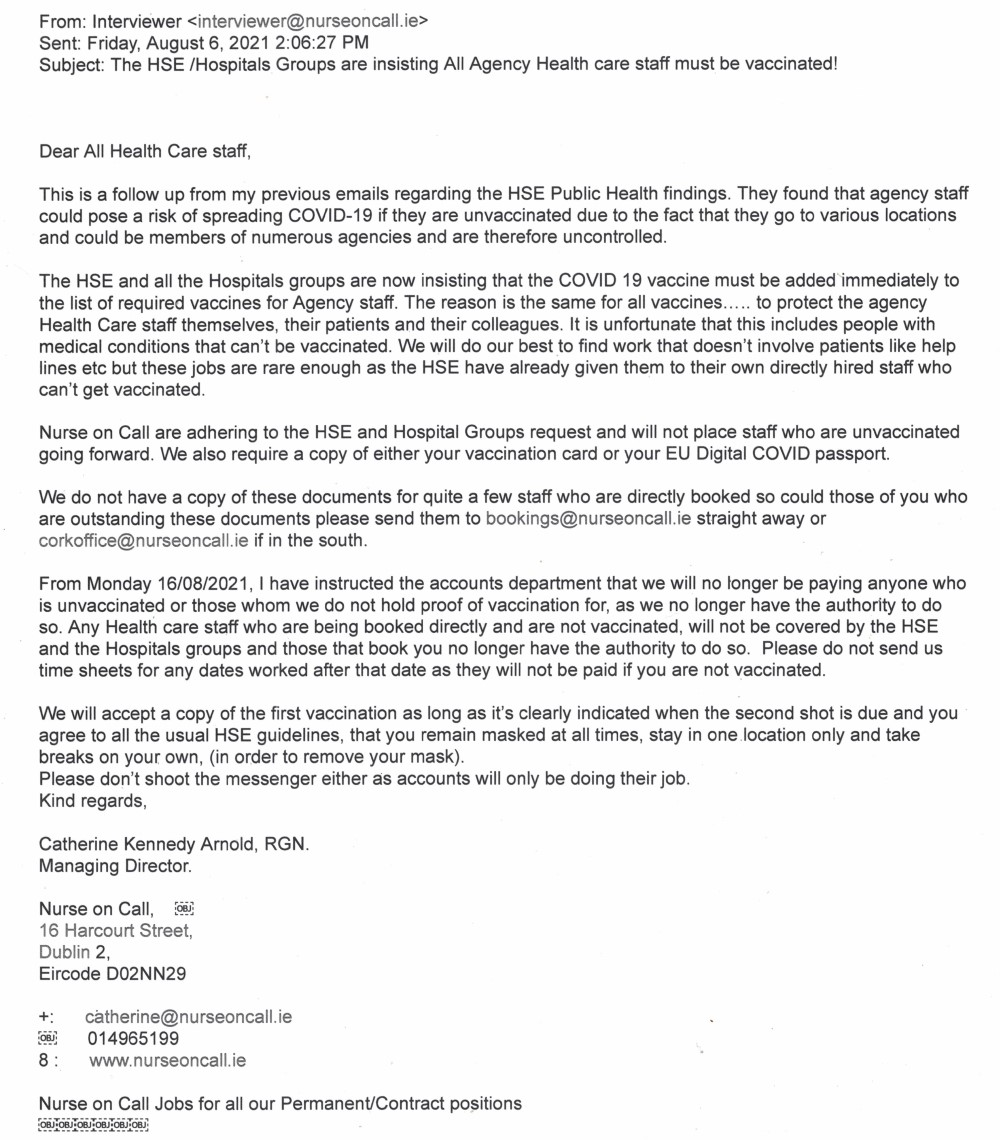 From: Interviewer <interviewer@nurseoncall.ie>
Sent: Friday, August 6, 2021 2:06:27 PM
Subject: The HSE /Hospitals Groups are insisting All Agency Health care staff must be vaccinated!
Dear All Health Care staff,
This is a follow up from my previous emails regarding the HSE Public Health findings. They found that agency staff
could pose a risk of spreading COVID-19 if they are unvaccinated due to the fact that they go to various locations
and could be members of numerous agencies and are therefore uncontrolled.
The HSE and all the Hospitals groups are now insisting that the COVID 19 vaccine must be added immediately to
the list of required vaccines for Agency staff. The reason is the same for all vaccines….. to protect the agency
Health Care staff themselves, their patients and their colleagues. It is unfortunate that this includes people with
medical conditions that can't be vaccinated. We will do our best to find work that doesn't involve patients like help
lines etc but these jobs are rare enough as the HSE have already given them to their own directly hired staff who
can't get vaccinated.
Nurse on Call are adhering to the HSE and Hospital Groups request and will not place staff who are unvaccinated
going forward. We also require a copy of either your vaccination card or your EU Digital COVID passport.
We do not have a copy of these documents for quite a few staff who are directly booked so could those of you who
are outstanding these documents please send them to bookings@nurseoncall.ie straight away or
corkoffice@nurseoncall.ie if in the south.
From Monday 16/08/2021, I have instructed the accounts department that we will no longer be paying anyone who
is unvaccinated or those whom we do not hold proof of vaccination for, as we no longer have the authority to do
so. Any Health care staff who are being booked directly and are not vaccinated, will not be covered by the HSE
and the Hospitals groups and those that book you no longer have the authority to do so.  Please do not send us
time sheets for any dates worked after that date as they will not be paid if you are not vaccinated.
We will accept a copy of the first vaccination as long as it's clearly indicated when the second shot is due and you
agree to all the usual HSE guidelines, that you remain masked at all times, stay in one location only and take
breaks on your own, (in order to remove your mask).
Please don't shoot the messenger either as accounts will only be doing their job.
Kind regards,
Catherine Kennedy Arnold, RGN.
Managing Director.
Nurse on Call, OBJ
16 Harcourt Street,
Dublin 2,
Eircode D02NN29
+: catherine@nurseoncall.ie
OBJ 014965199
8 : www.nurseoncall.ie
Nurse on Call Jobs for all our Permanent/Contract positions
OBJ OBJ OBJ OBJ OBJ OBJ